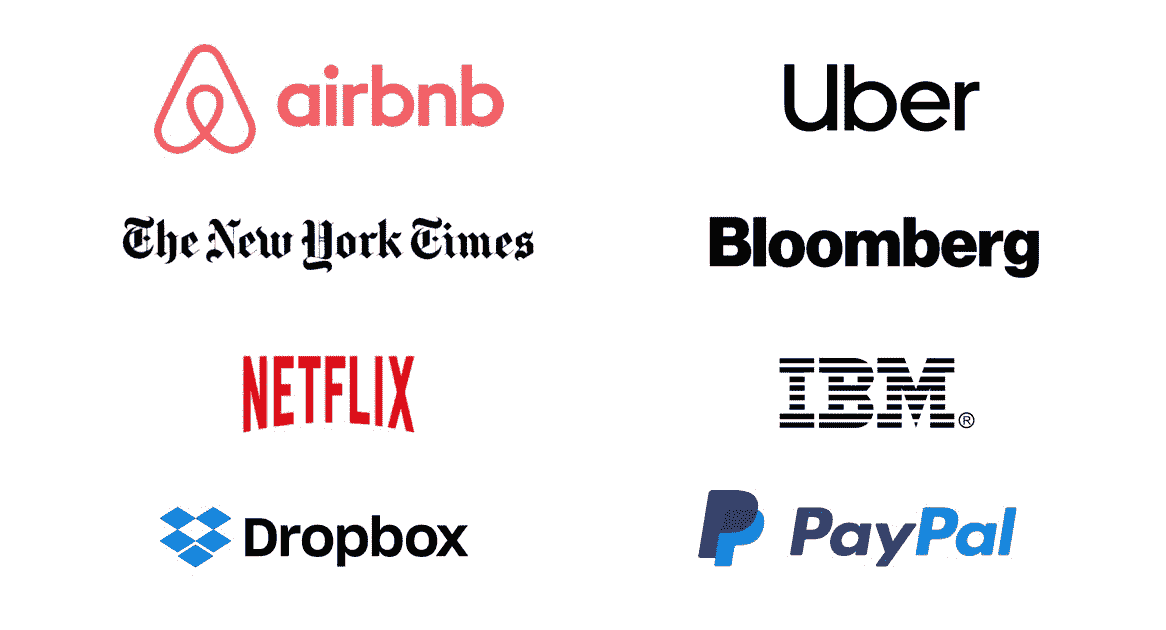 airbnb
Uber
The New York Times
Bloomberg
NETFLIX
IBM®
Dropbox
PayPal